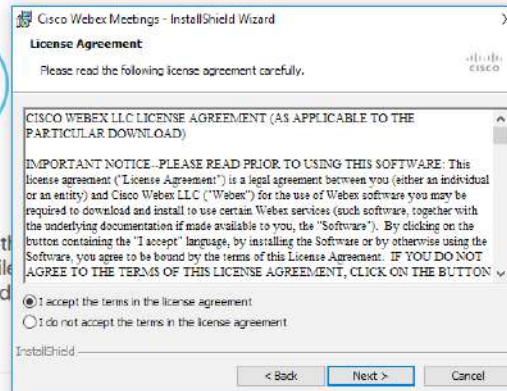 Cisco Webex Meetings - InstallShield Wizard
License Agreement
Please read the following license agreement carefully.
CISCO
CISCO WEBEX LLC LICENSE AGREEMENT (AS APPLICABLE TO THE
PARTICULAR DOWNLOAD)
IMPORTANT NOTICE--PLEASE READ PRIOR TO USING THIS SOFTWARE: This
license agreement ("License Agreement") is a legal agreement between you (either an individual
or an entity) and Cisco Webex LLC ("Webex") for the use of Webex software you may be
required to download and install to use certain Webex services (such software, together with
the underlying documentation if made available to you, the "Software"). By clicking on the
button containing the "I accept" language, by installing the Software or by otherwise using the
Software, you agree to be bound by the terms of this License Agreement. IF YOU DO NOT
AGREE TO THE TERMS OF THIS LICENSE AGREEMENT, CLICK ON THE BUTTON
I accept the terms in the license agreement
I do not accept the terms in the license agreement
InstallShield
< Back
Next >
Cancel